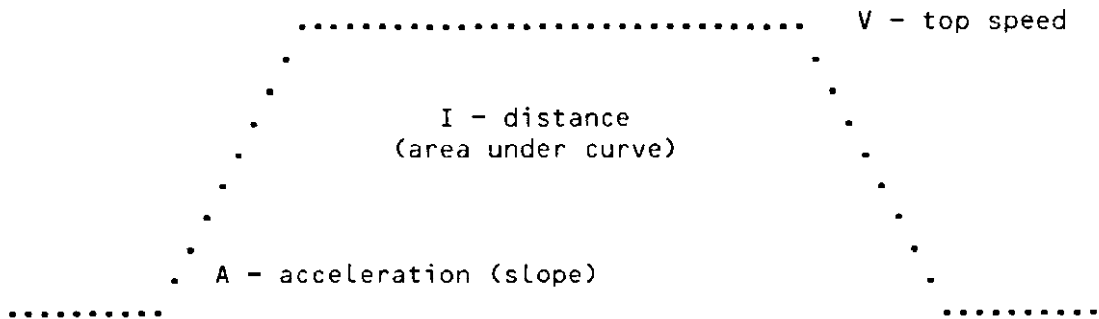 V - top speed
I - distance
(area under curve)
A - acceleration (slope)